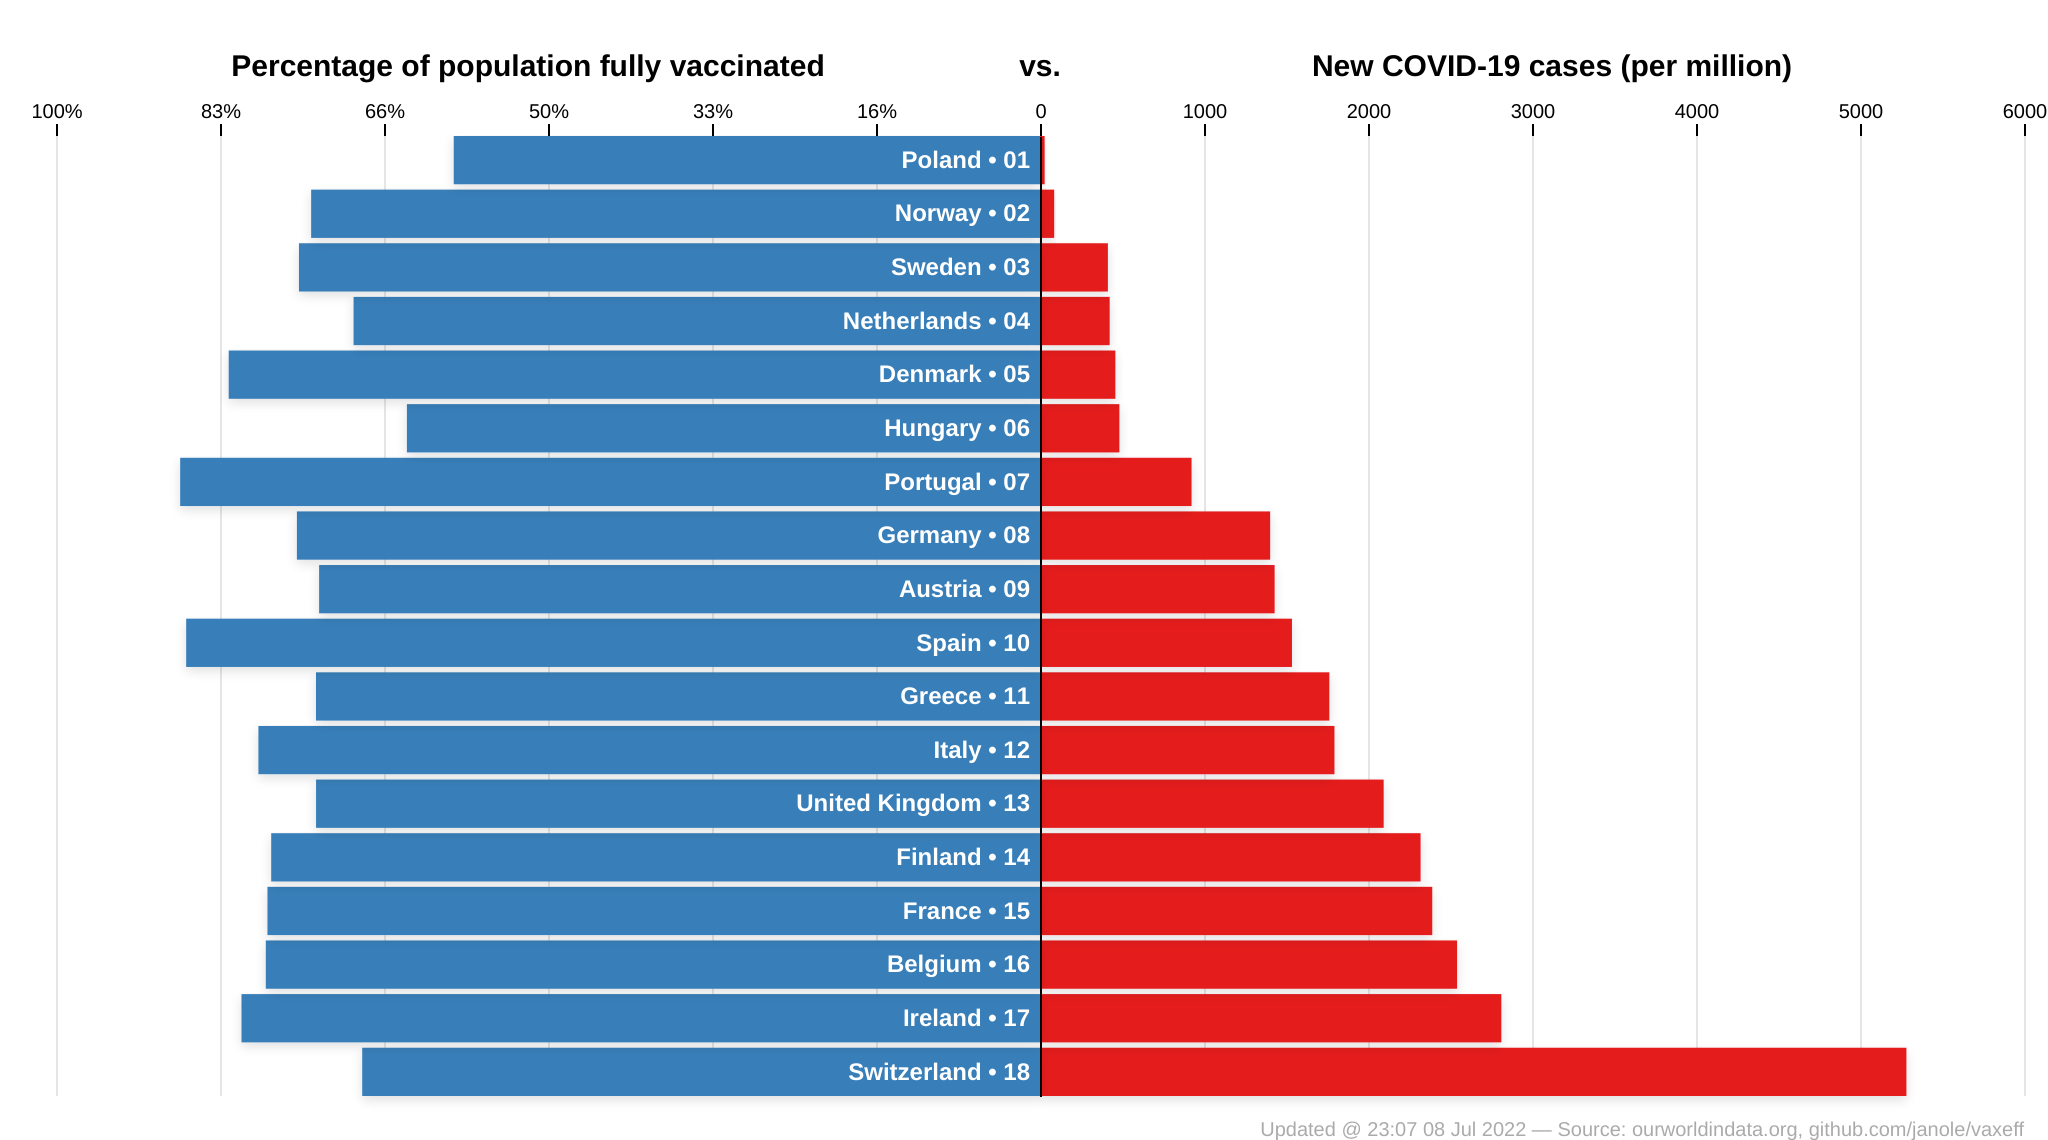 Percentage of population fully vaccinated vs. New COVID-19 cases (per million)
100% 83% 66% 50% 33% 16% 0 1000 2000 3000 4000 5000 6000
Poland • 01
Norway • 02
Sweden • 03
Netherlands • 04
Denmark • 05
Hungary • 06
Portugal • 07
Germany • 08
Austria • 09
Spain • 10
Greece • 11
Italy • 12
United Kingdom • 13
Finland • 14
France • 15
Belgium • 16
Ireland • 17
Switzerland • 18
Updated @ 23:07 08 Jul 2022 — Source: ourworldindata.org, github.com/janole/vaxeff